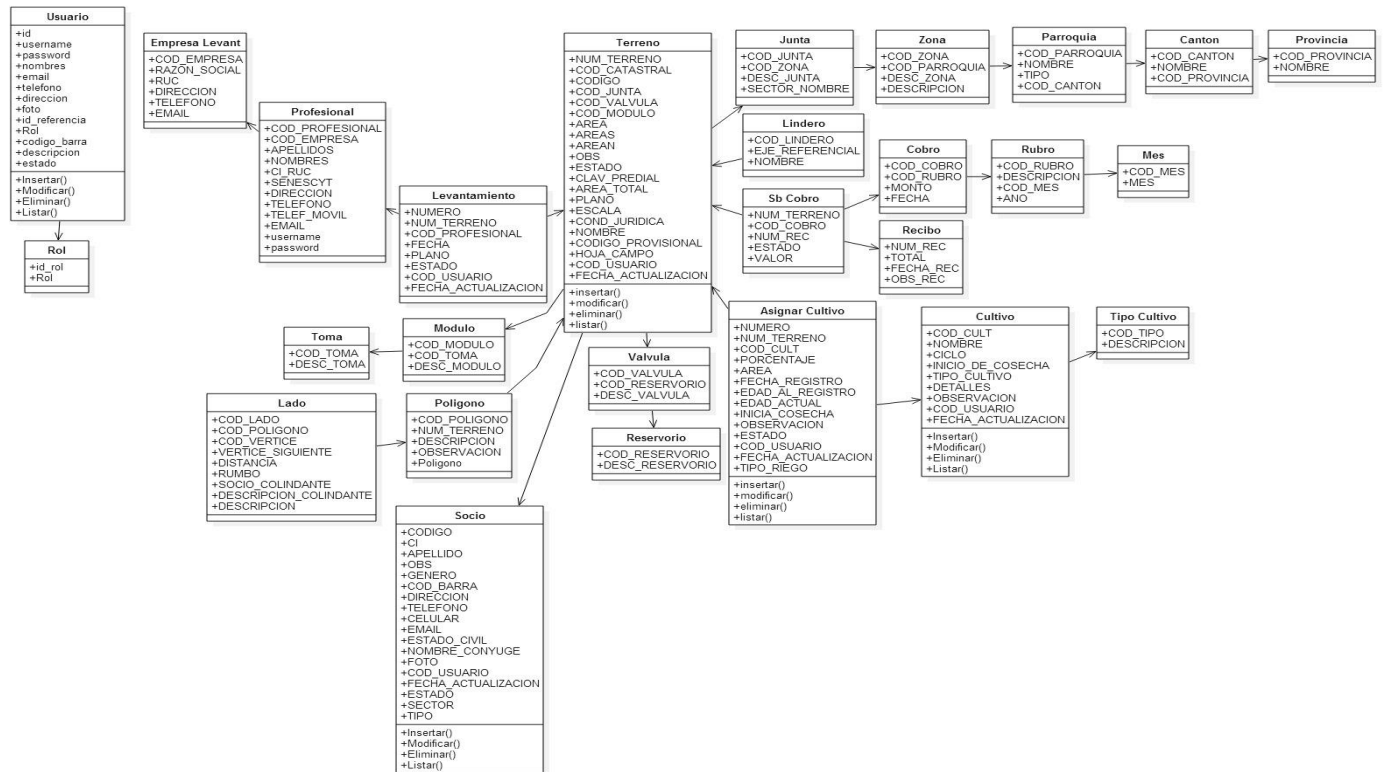 Usuario
+id
+username
+password
+nombres
+email
+telefono
+direccion
+foto
+id_referencia
+Rol
+codigo_barra
+descripcion
+estado
+Insertar()
+Modificar()
+Eliminar()
+Listar()
Rol
+id_rol
+Rol
Empresa Levant
+COD_EMPRESA
+RAZON_SOCIAL
+RUC
+DIRECCION
+TELEFONO
+EMAIL
Profesional
+COD_PROFESIONAL
+COD_EMPRESA
+APELLIDOS
+NOMBRES
+CI_RUC
+SENESCYT
+DIRECCION
+TELEFONO
+TELEF_MOVIL
+EMAIL
+username
+password
Levantamiento
+NUMERO
+NUM_TERRENO
+COD_PROFESIONAL
+FECHA
+PLANO
+ESTADO
+COD_USUARIO
+FECHA_ACTUALIZACION
Terreno
+NUM_TERRENO
+COD_CATASTRAL
+CODIGO
+COD_JUNTA
+COD_VALVULA
+COD_MODULO
+AREA
+AREAS
+AREAN
+OBS
+ESTADO
+CLAV_PREDIAL
+AREA_TOTAL
+PLANO
+ESCALA
+COND_JURIDICA
+NOMBRE
+CODIGO_PROVISIONAL
+HOJA_CAMPO
+COD_USUARIO
+FECHA_ACTUALIZACION
+insertar()
+modificar()
+eliminar()
+listar()
Junta
+COD_JUNTA
+COD_ZONA
+DESC_JUNTA
+SECTOR_NOMBRE
Zona
+COD_ZONA
+COD_PARROQUIA
+DESC_ZONA
+DESCRIPCION
Parroquia
+COD_PARROQUIA
+NOMBRE
+TIPO
+COD_CANTON
Canton
+COD_CANTON
+NOMBRE
+COD_PROVINCIA
Provincia
+COD_PROVINCIA
+NOMBRE
Lindero
+COD_LINDERO
+EJE_REFERENCIAL
+NOMBRE
Cobro
+COD_COBRO
+COD_RUBRO
+MONTO
+FECHA
Rubro
+COD_RUBRO
+DESCRIPCION
+COD_MES
+ANO
Mes
+COD_MES
+MES
Sb Cobro
+NUM_TERRENO
+COD_COBRO
+NUM_REC
+ESTADO
+VALOR
Recibo
+NUM_REC
+TOTAL
+FECHA_REC
+OBS_REC
Toma
+COD_TOMA
+DESC_TOMA
Modulo
+COD_MODULO
+COD_TOMA
+DESC_MODULO
Valvula
+COD_VALVULA
+COD_RESERVORIO
+DESC_VALVULA
Reservorio
+COD_RESERVORIO
+DESC_RESERVORIO
Asignar Cultivo
+NUMERO
+NUM_TERRENO
+COD_CULT
+PORCENTAJE
+AREA
+FECHA_REGISTRO
+EDAD_AL_REGISTRO
+EDAD_ACTUAL
+INICIA_COSECHA
+OBSERVACION
+ESTADO
+COD_USUARIO
+FECHA_ACTUALIZACION
+TIPO_RIEGO
+insertar()
+modificar()
+eliminar()
+listar()
Cultivo
+COD_CULT
+NOMBRE
+CICLO
+INICIO_DE_COSECHA
+TIPO_CULTIVO
+DETALLES
+OBSERVACION
+COD_USUARIO
+FECHA_ACTUALIZACION
+Insertar()
+Modificar()
+Eliminar()
+Listar()
Tipo Cultivo
+COD_TIPO
+DESCRIPCION
Lado
+COD_LADO
+COD_POLIGONO
+COD_VERTICE
+VERTICE_SIGUIENTE
+DISTANCIA
+RUMBO
+SOCIO_COLINDANTE
+DESCRIPCION_COLINDANTE
+DESCRIPCION
Poligono
+COD_POLIGONO
+NUM_TERRENO
+DESCRIPCION
+OBSERVACION
+Poligono
Socio
+CODIGO
+CI
+APELLIDO
+OBS
+GENERO
+COD_BARRA
+DIRECCION
+TELEFONO
+CELULAR
+EMAIL
+ESTADO_CIVIL
+NOMBRE_CONYUGE
+FOTO
+COD_USUARIO
+FECHA_ACTUALIZACION
+ESTADO
+SECTOR
+TIPO
+Insertar()
+Modificar()
+Eliminar()
+Listar()